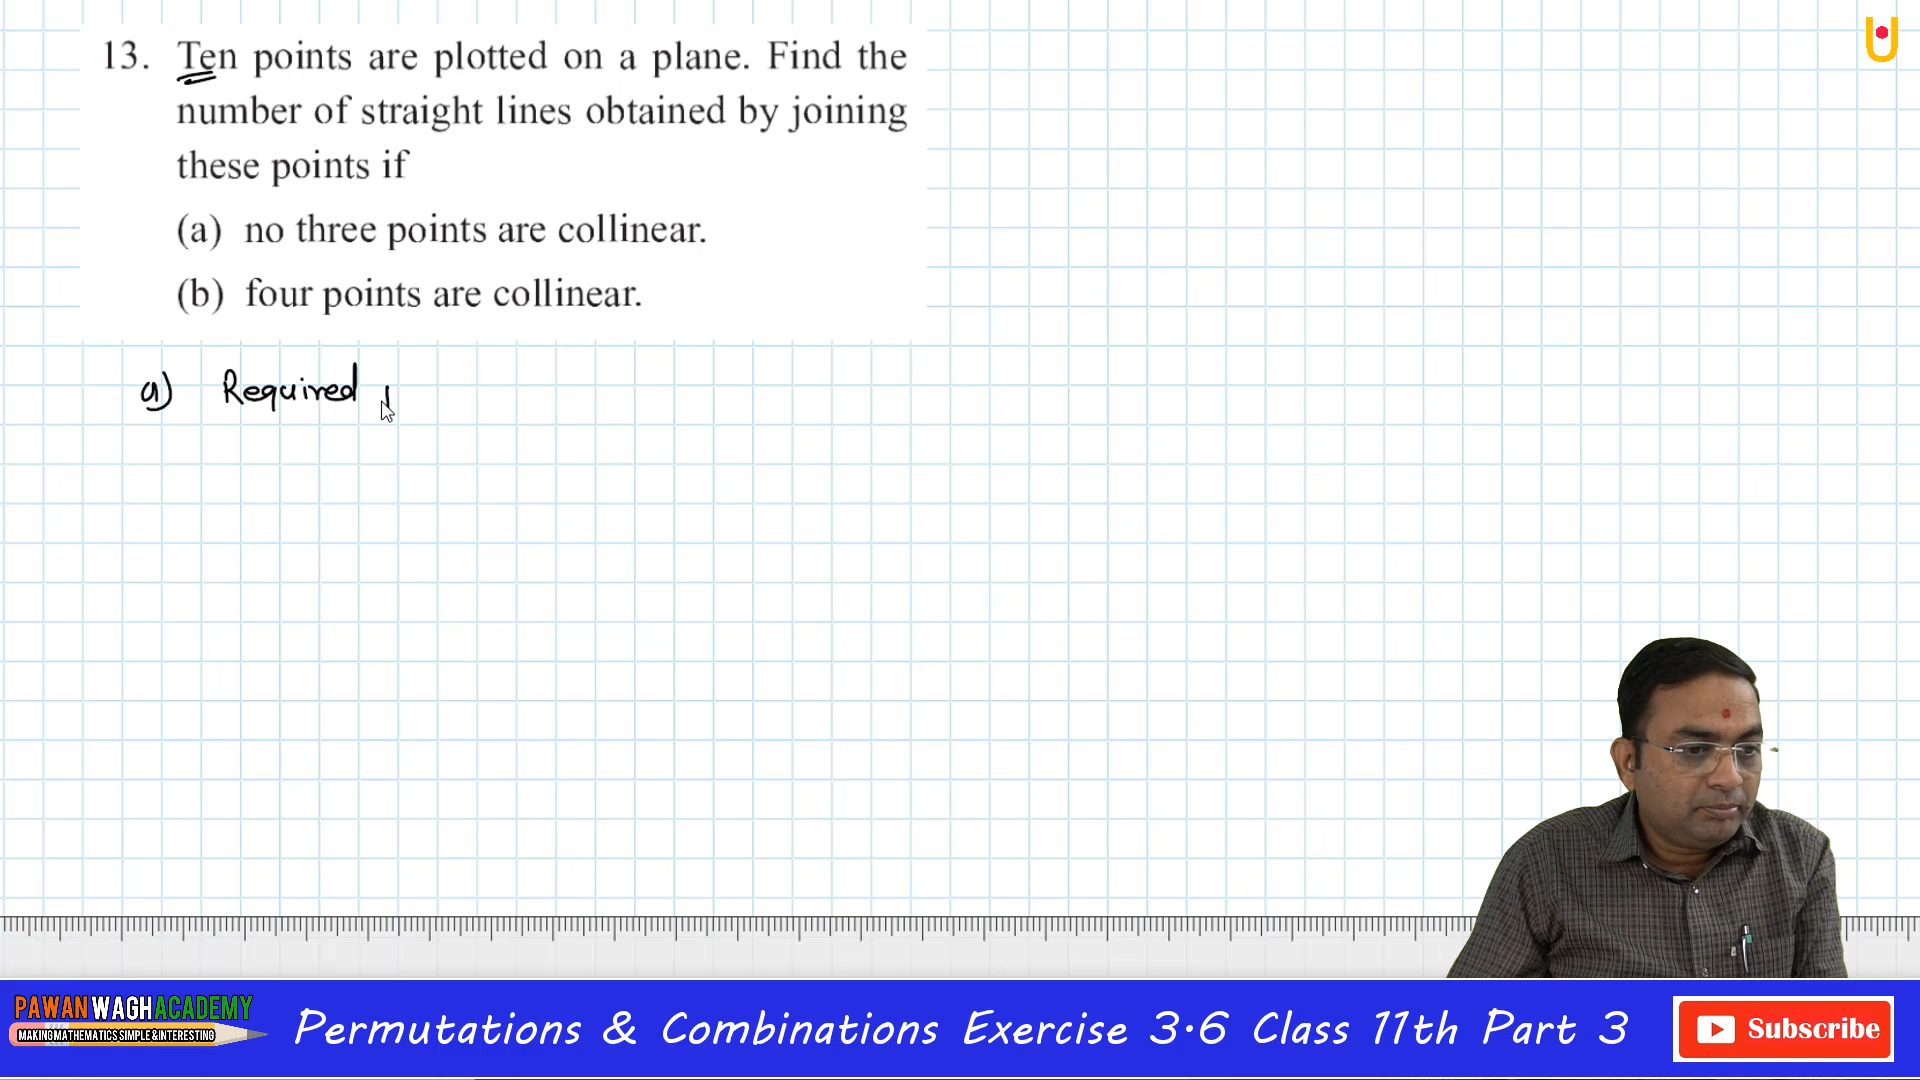 13. Ten points are plotted on a plane. Find the
number of straight lines obtained by joining
these points if
(a) no three points are collinear.
(b) four points are collinear.
a) Required
PAWAN WAGH ACADEMY
MAKING MATHEMATICS SIMPLE & INTERESTING
Permutations & Combinations Exercise 3.6 Class 11th Part 3
Subscribe